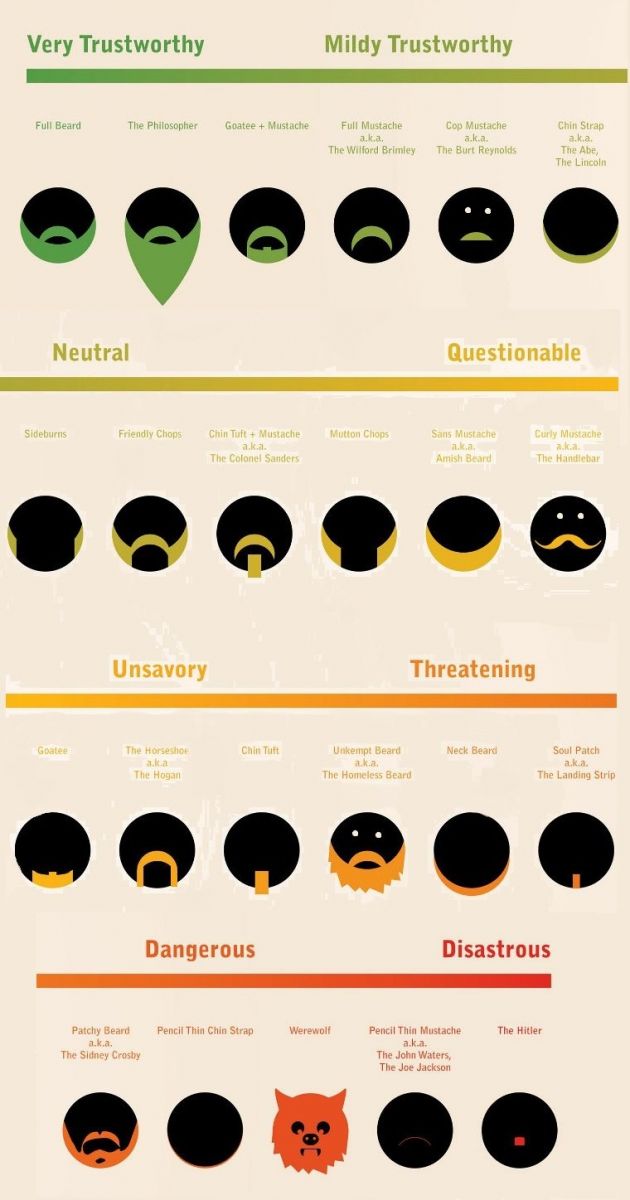 Very Trustworthy
Mildy Trustworthy
Full Beard
The Philosopher
Goatee + Mustache
Full Mustache
a.k.a.
The Wilford Brimley
Cop Mustache
a.k.a.
The Burt Reynolds
Chin Strap
a.k.a.
The Abe,
The Lincoln
Neutral
Questionable
Sideburns
Friendly Chops
Chin Tuft + Mustache
a.k.a.
The Colonel Sanders
Mutton Chops
Sans Mustache
a.k.a.
Amish Beard
Curly Mustache
a.k.a.
The Handlebar
Unsavory
Threatening
Goatee
The Horseshoe
a.k.a
The Hogan
Chin Tuft
Unkempt Beard
a.k.a.
The Homeless Beard
Neck Beard
Soul Patch
a.k.a.
The Landing Strip
Dangerous
Disastrous
Patchy Beard
a.k.a.
The Sidney Crosby
Pencil Thin Chin Strap
Werewolf
Pencil Thin Mustache
a.k.a.
The John Waters,
The Joe Jackson
The Hitler